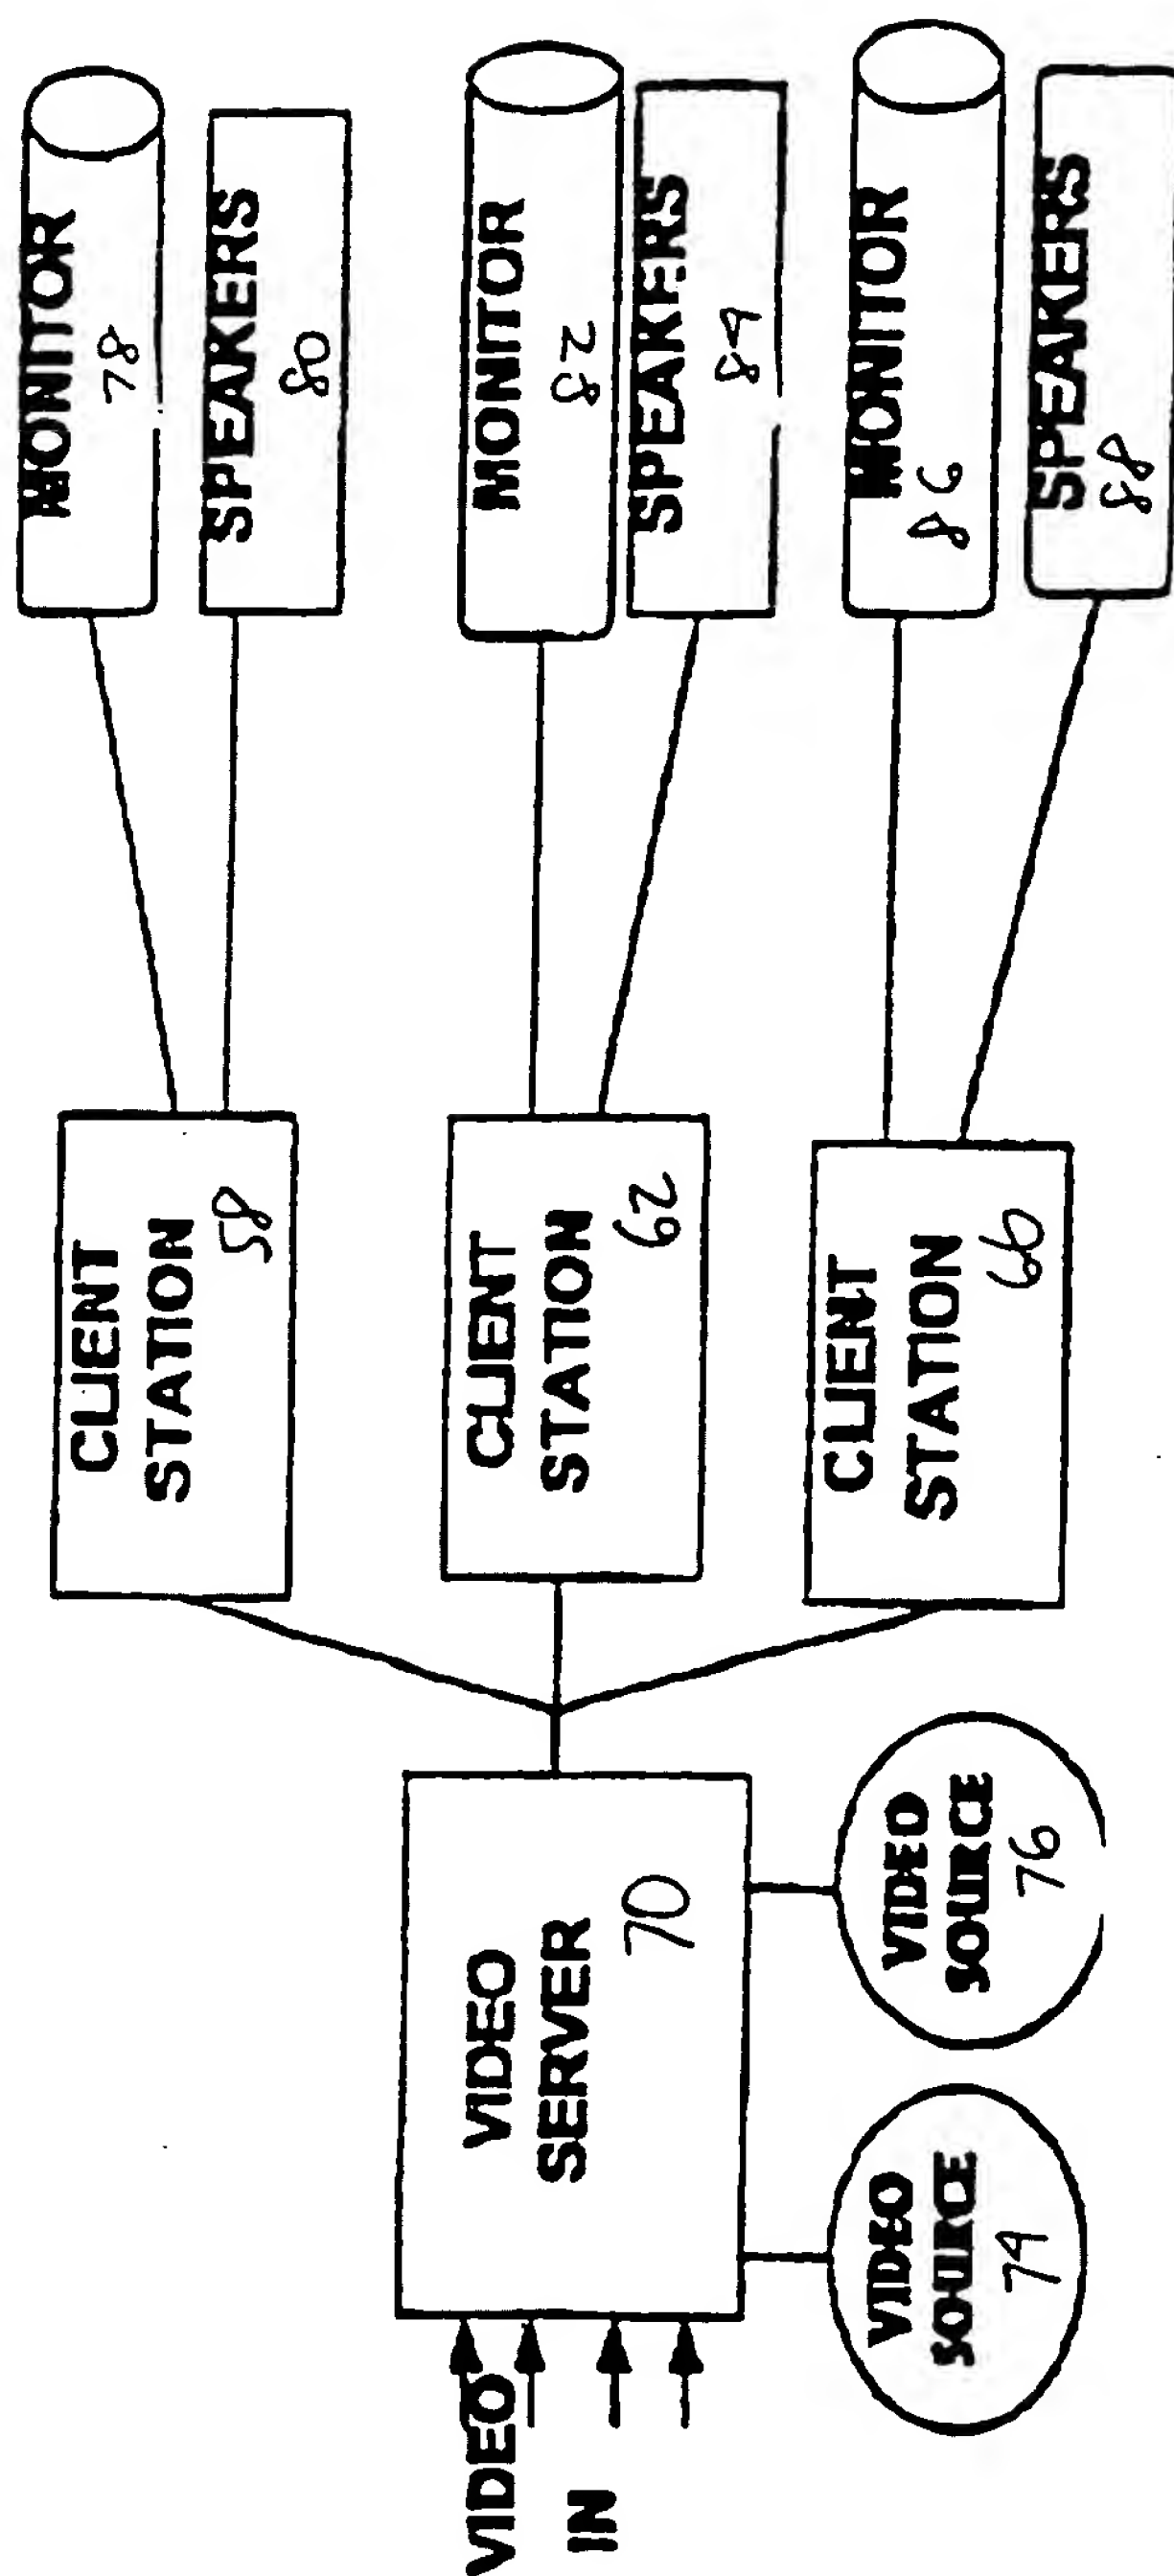 VIDEO
IN
VIDEO
SERVER
70
VIDEO
SOURCE
74
VIDEO
SOURCE
76
CLIENT
STATION
58
CLIENT
STATION
62
CLIENT
STATION
66
MONITOR
78
SPEAKERS
80
MONITOR
82
SPEAKERS
84
MONITOR
86
SPEAKERS
88